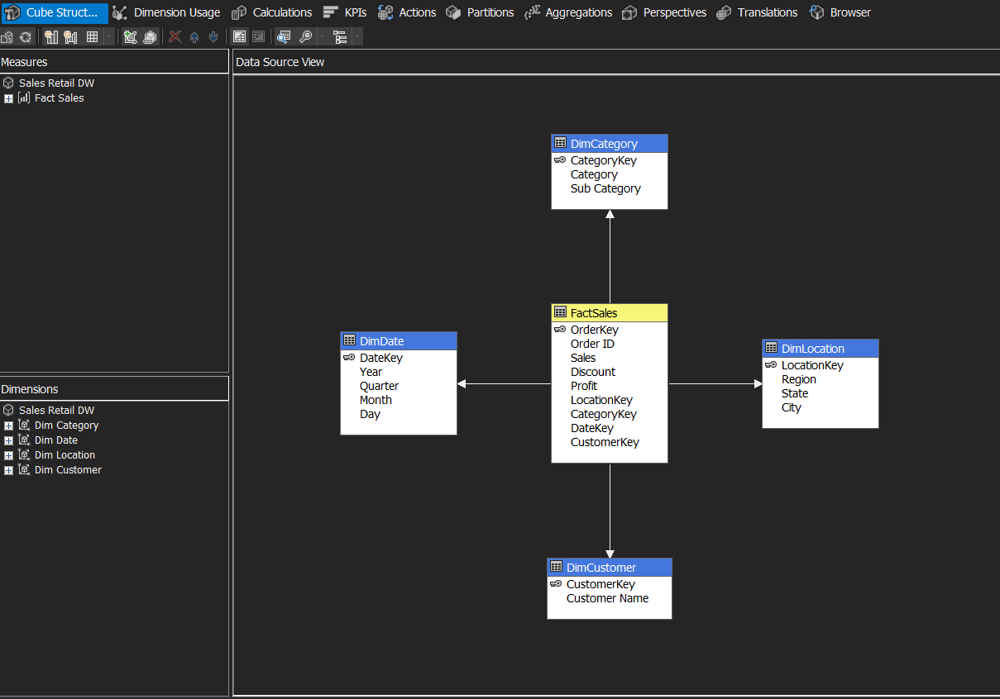 Cube Struct... Dimension Usage Calculations KPIs Actions Partitions Aggregations Perspectives Translations Browser
Measures
Sales Retail DW
Fact Sales
Dimensions
Sales Retail DW
Dim Category
Dim Date
Dim Location
Dim Customer
Data Source View
DimCategory
CategoryKey
Category
Sub Category
DimDate
DateKey
Year
Quarter
Month
Day
FactSales
OrderKey
Order ID
Sales
Discount
Profit
LocationKey
CategoryKey
DateKey
CustomerKey
DimLocation
LocationKey
Region
State
City
DimCustomer
CustomerKey
Customer Name